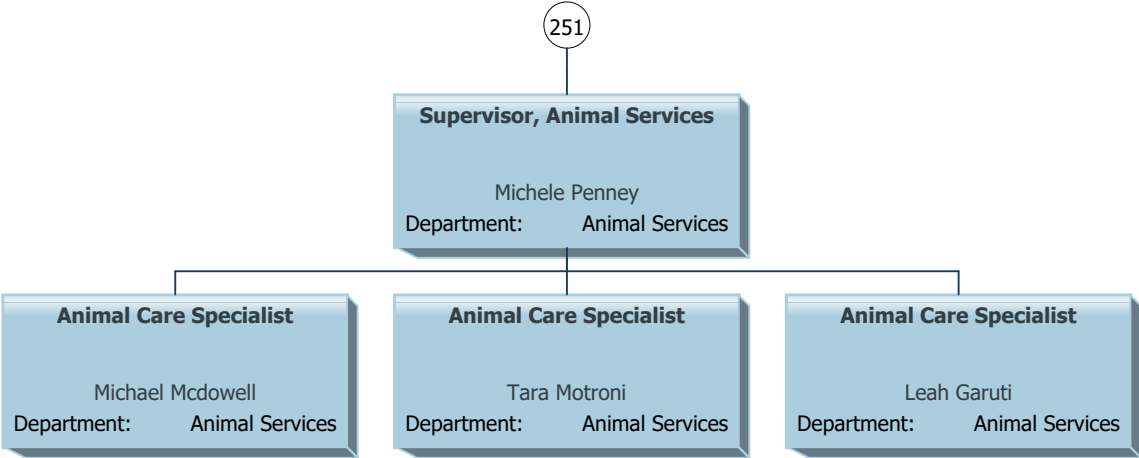 251
Supervisor, Animal Services
Michele Penney
Department: Animal Services
Animal Care Specialist
Michael Mcdowell
Department: Animal Services
Animal Care Specialist
Tara Motroni
Department: Animal Services
Animal Care Specialist
Leah Garuti
Department: Animal Services